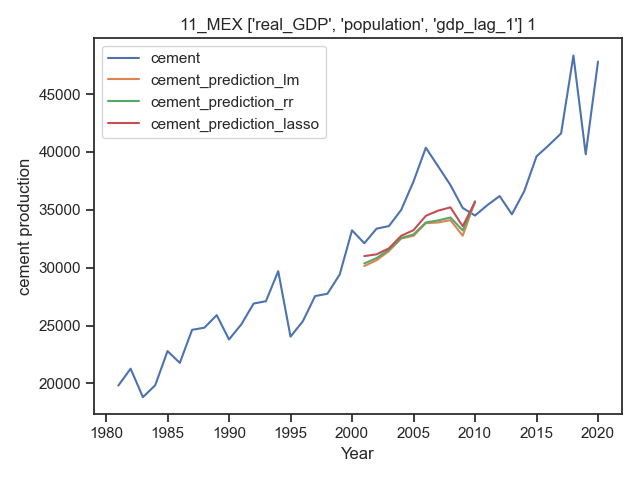 11_MEX ['real_GDP', 'population', 'gdp_lag_1'] 1
cement
cement_prediction_lm
cement_prediction_rr
cement_prediction_lasso
cement production
45000
40000
35000
30000
25000
20000
1980 1985 1990 1995 2000 2005 2010 2015 2020
Year